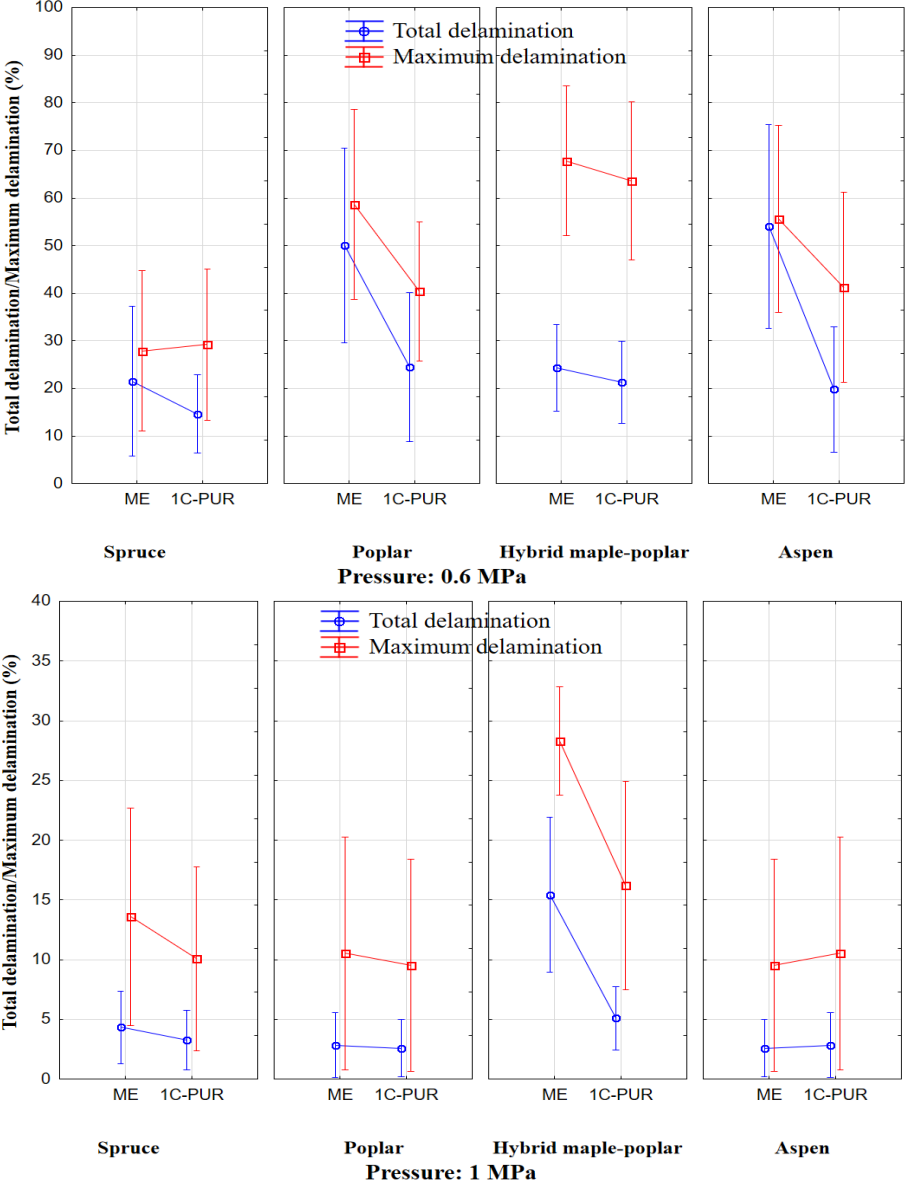 Total delamination/Maximum delamination (%)
100
90
80
70
60
50
40
30
20
10
0
Total delamination
Maximum delamination
ME 1C-PUR ME 1C-PUR ME 1C-PUR ME 1C-PUR
Spruce Poplar Hybrid maple-poplar Aspen
Pressure: 0.6 MPa
Total delamination/Maximum delamination (%)
40
35
30
25
20
15
10
5
0
Total delamination
Maximum delamination
ME 1C-PUR ME 1C-PUR ME 1C-PUR ME 1C-PUR
Spruce Poplar Hybrid maple-poplar Aspen
Pressure: 1 MPa